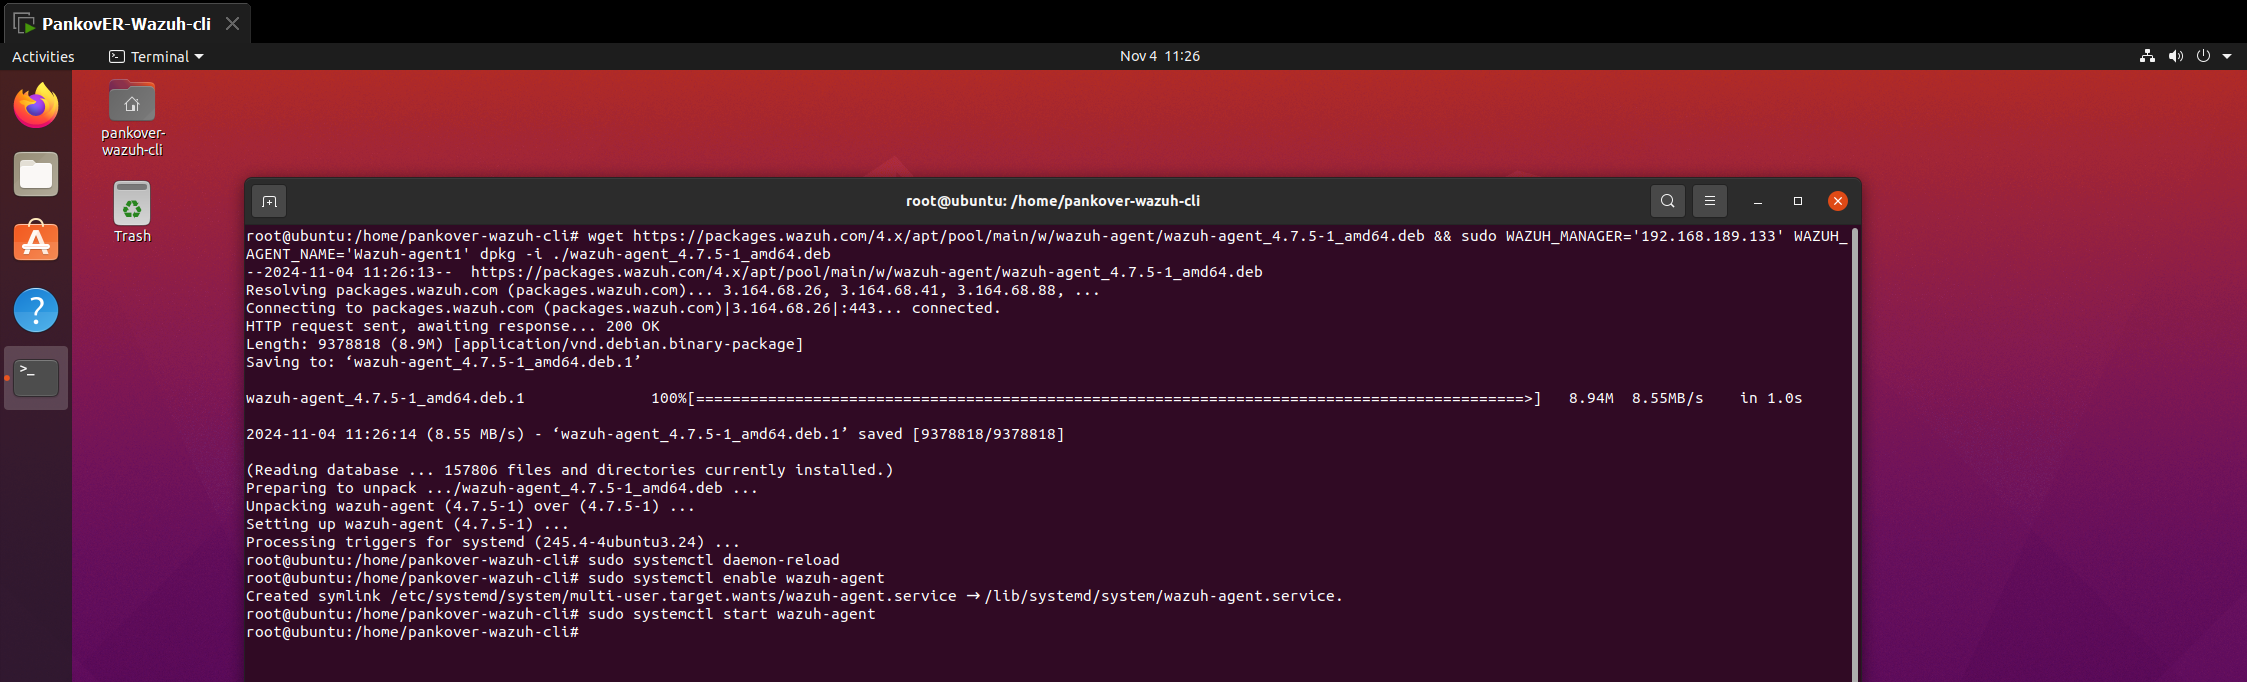 PankovER-Wazuh-cli
Activities
Terminal
Nov 4 11:26
pankover-
wazuh-cli
Trash
root@ubuntu: /home/pankover-wazuh-cli
root@ubuntu:/home/pankover-wazuh-cli# wget https://packages.wazuh.com/4.x/apt/pool/main/w/wazuh-agent/wazuh-agent_4.7.5-1_amd64.deb && sudo WAZUH_MANAGER='192.168.189.133' WAZUH_
AGENT_NAME='Wazuh-agent1' dpkg -i ./wazuh-agent_4.7.5-1_amd64.deb
--2024-11-04 11:26:13--  https://packages.wazuh.com/4.x/apt/pool/main/w/wazuh-agent/wazuh-agent_4.7.5-1_amd64.deb
Resolving packages.wazuh.com (packages.wazuh.com)... 3.164.68.26, 3.164.68.41, 3.164.68.88, ...
Connecting to packages.wazuh.com (packages.wazuh.com)|3.164.68.26|:443... connected.
HTTP request sent, awaiting response... 200 OK
Length: 9378818 (8.9M) [application/vnd.debian.binary-package]
Saving to: ‘wazuh-agent_4.7.5-1_amd64.deb.1’
wazuh-agent_4.7.5-1_amd64.deb.1 100%[============================================================================================>] 8.94M 8.55MB/s in 1.0s
2024-11-04 11:26:14 (8.55 MB/s) - ‘wazuh-agent_4.7.5-1_amd64.deb.1’ saved [9378818/9378818]
(Reading database ... 157806 files and directories currently installed.)
Preparing to unpack .../wazuh-agent_4.7.5-1_amd64.deb ...
Unpacking wazuh-agent (4.7.5-1) over (4.7.5-1) ...
Setting up wazuh-agent (4.7.5-1) ...
Processing triggers for systemd (245.4-4ubuntu3.24) ...
root@ubuntu:/home/pankover-wazuh-cli# sudo systemctl daemon-reload
root@ubuntu:/home/pankover-wazuh-cli# sudo systemctl enable wazuh-agent
Created symlink /etc/systemd/system/multi-user.target.wants/wazuh-agent.service → /lib/systemd/system/wazuh-agent.service.
root@ubuntu:/home/pankover-wazuh-cli# sudo systemctl start wazuh-agent
root@ubuntu:/home/pankover-wazuh-cli#